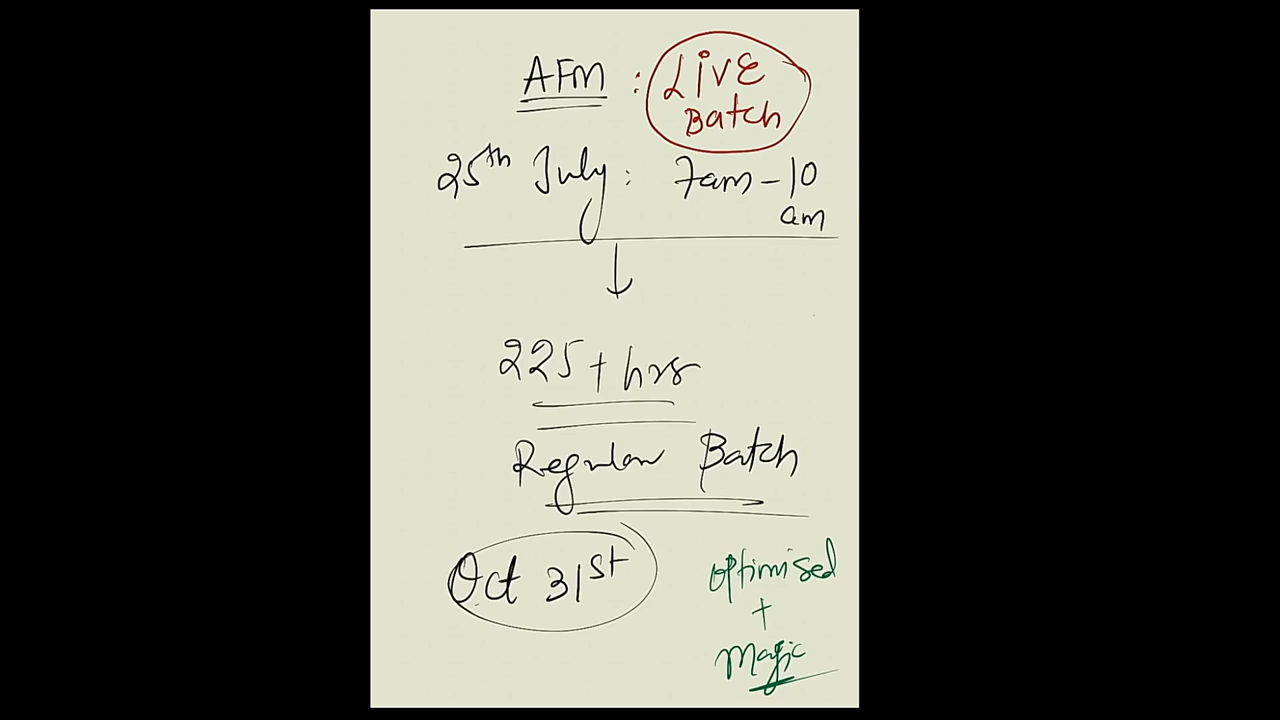 AFM : LIVE Batch
25th July: 7am - 10 am
225 + hrs
Regular Batch
Oct 31st
Optimised
+
Magic